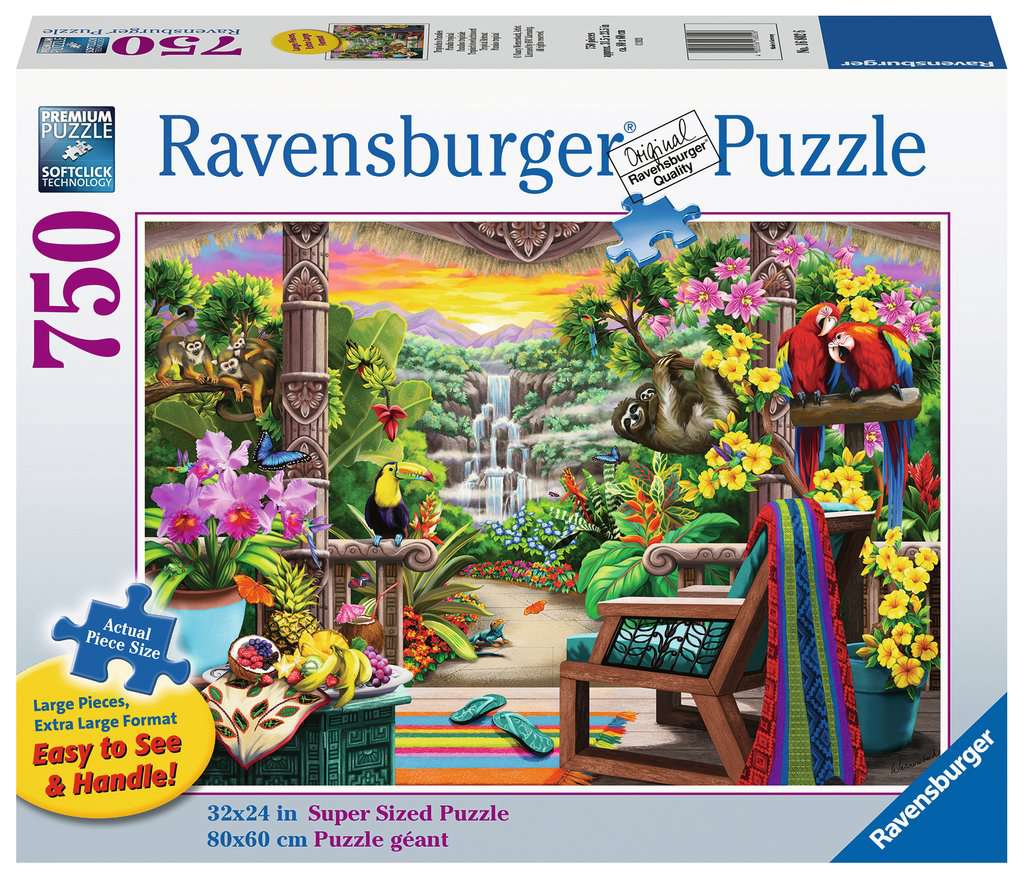 Ravensburger
Puzzle
750
Ravensburger
PREMIUM
PUZZLE
SOFTCLICK
TECHNOLOGY
Ravensburger® Puzzle
Original
Ravensburger®
Quality
750
Actual
Piece Size
Large Pieces,
Extra Large Format
Easy to See
& Handle!
32x24 in Super Sized Puzzle
80x60 cm Puzzle géant
Ravensburger